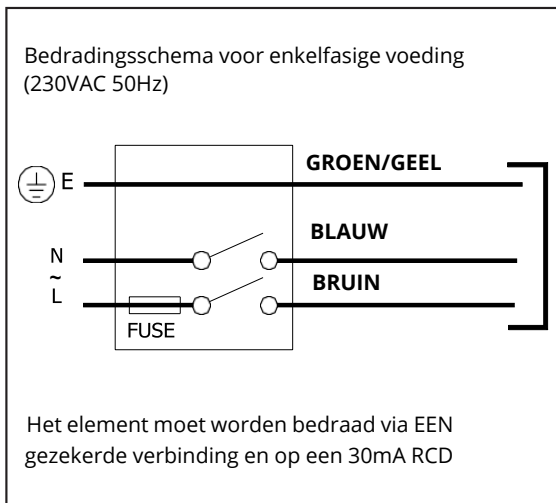 Bedradingsschema voor enkelfasige voeding
(230VAC 50Hz)
GROEN/GEEL
E
BLAUW
N
~
BRUIN
L
FUSE
Het element moet worden bedraad via EEN
gezekerde verbinding en op een 30mA RCD